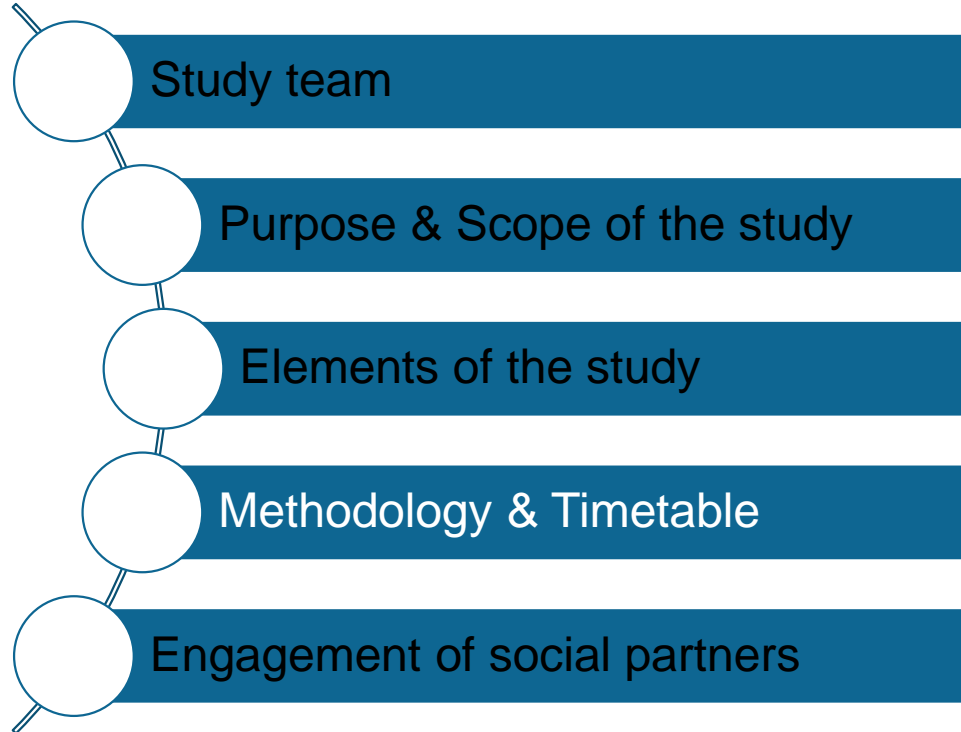 Study team
Purpose & Scope of the study
Elements of the study
Methodology & Timetable
Engagement of social partners